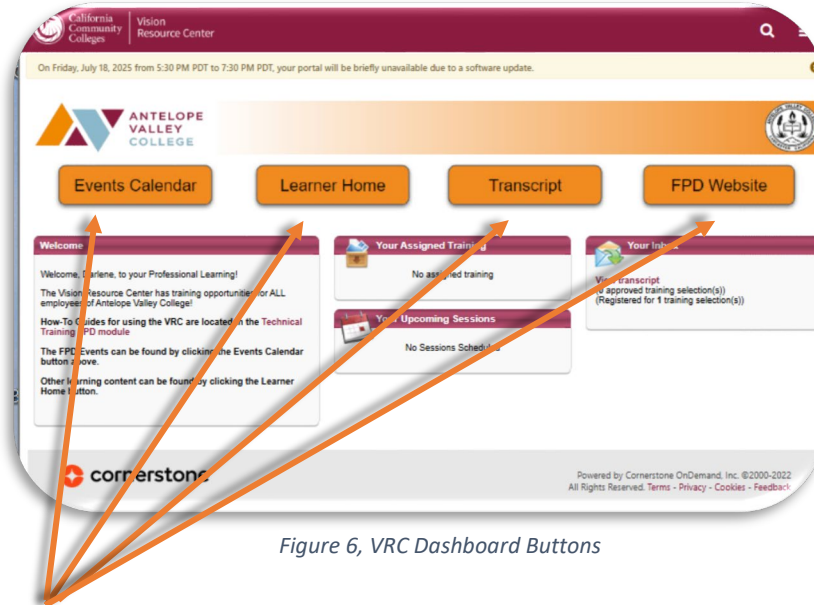 California
Community
Colleges
Vision
Resource Center
On Friday, July 18, 2025 from 5:30 PM PDT to 7:30 PM PDT, your portal will be briefly unavailable due to a software update.
ANTELOPE
VALLEY
COLLEGE
Events Calendar
Learner Home
Transcript
FPD Website
Welcome
Welcome, Darlene, to your Professional Learning!
The Vision Resource Center has training opportunities for ALL
employees of Antelope Valley College!
How-To Guides for using the VRC are located in the Technical
Training FPD module
The FPD Events can be found by clicking the Events Calendar
button above.
Other learning content can be found by clicking the Learner
Home button.
Your Assigned Training
No assigned training
Your Upcoming Sessions
No Sessions Scheduled
Your Inbox
View transcript
approved training selection(s))
(Registered for 1 training selection(s))
cornerstone
Powered by Cornerstone OnDemand, Inc. ©2000-2022
All Rights Reserved. Terms - Privacy - Cookies - Feedback
Figure 6, VRC Dashboard Buttons